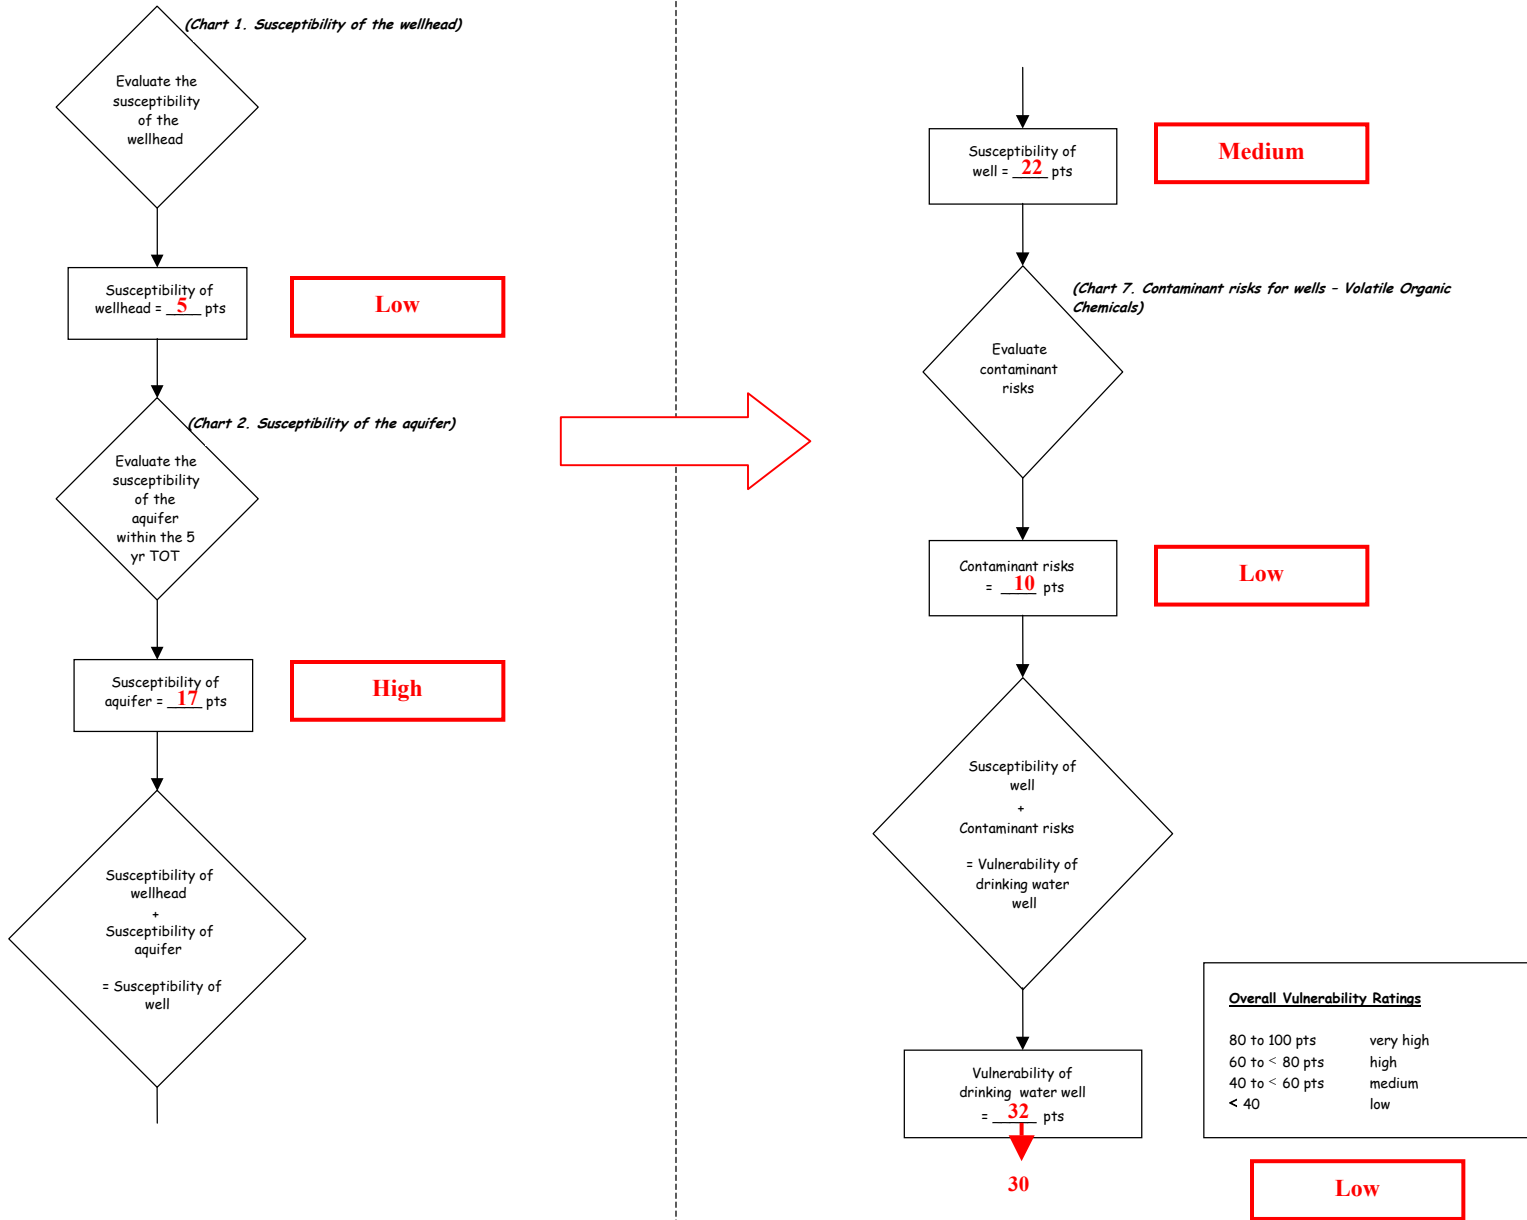 (Chart 1. Susceptibility of the wellhead)
Evaluate the
susceptibility
of the
wellhead
Susceptibility of
wellhead = 5 pts
Low
(Chart 2. Susceptibility of the aquifer)
Evaluate the
susceptibility
of the
aquifer
within the 5
yr TOT
Susceptibility of
aquifer = 17 pts
High
Susceptibility of
wellhead
+
Susceptibility of
aquifer
= Susceptibility of
well
Susceptibility of
well = 22 pts
Medium
(Chart 7. Contaminant risks for wells – Volatile Organic
Chemicals)
Evaluate
contaminant
risks
Contaminant risks
= 10 pts
Low
Susceptibility of
well
+
Contaminant risks
= Vulnerability of
drinking water
well
Vulnerability of
drinking water well
= 32 pts
30
Overall Vulnerability Ratings
80 to 100 pts very high
60 to < 80 pts high
40 to < 60 pts medium
< 40 low
Low